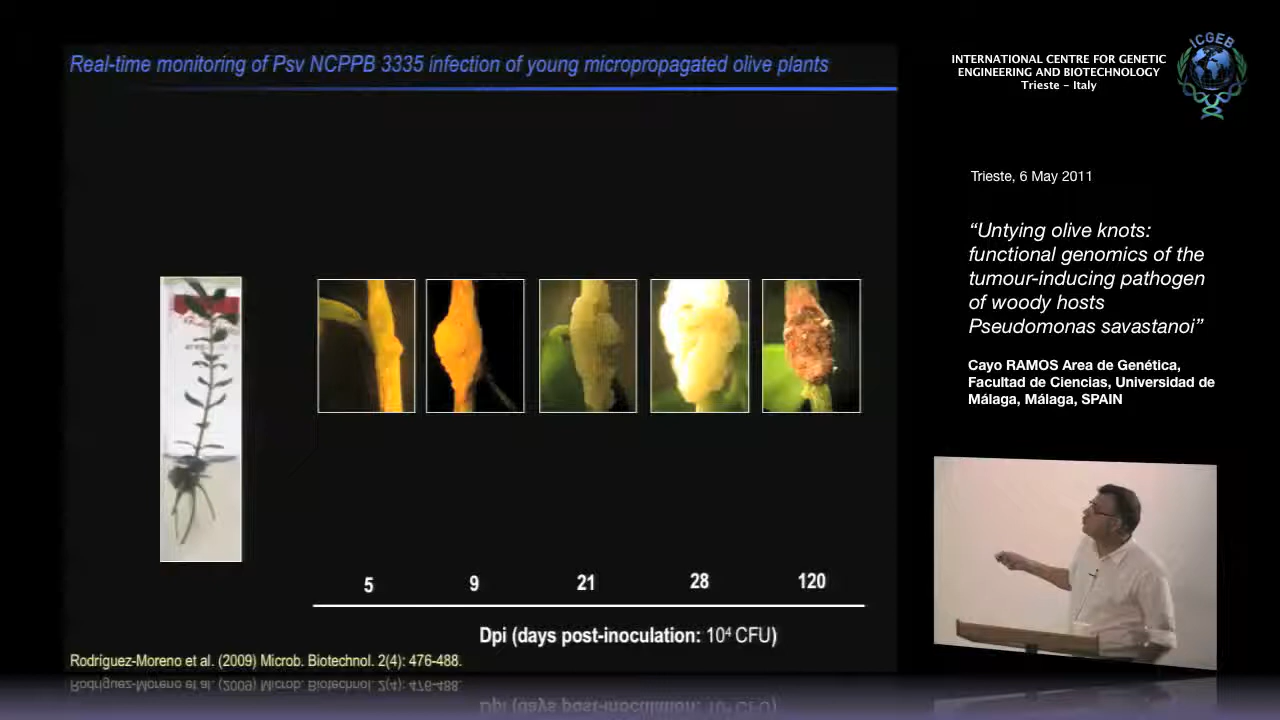 Real-time monitoring of Psv NCPPB 3335 infection of young micropropagated olive plants
5 9 21 28 120
Dpi (days post-inoculation: 10⁴ CFU)
Rodríguez-Moreno et al. (2009) Microb. Biotechnol. 2(4): 476-488.
INTERNATIONAL CENTRE FOR GENETIC
ENGINEERING AND BIOTECHNOLOGY
Trieste - Italy
ICGEB
Trieste, 6 May 2011
“Untying olive knots:
functional genomics of the
tumour-inducing pathogen
of woody hosts
Pseudomonas savastanoi”
Cayo RAMOS Area de Genética,
Facultad de Ciencias, Universidad de
Málaga, Málaga, SPAIN